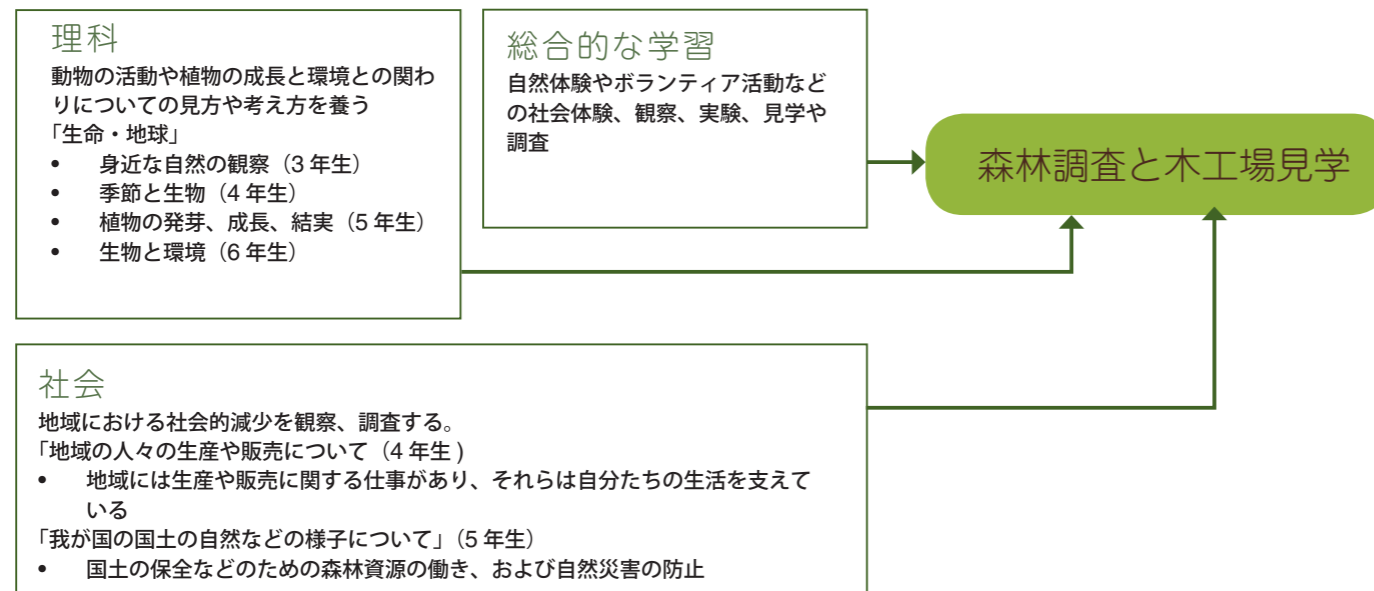 理科
動物の活動や植物の成長と環境との関わ
りについての見方や考え方を養う
「生命・地球」
• 身近な自然の観察（3 年生）
• 季節と生物（4 年生）
• 植物の発芽、成長、結実（5 年生）
• 生物と環境（6 年生）
総合的な学習
自然体験やボランティア活動など
の社会体験、観察、実験、見学や
調査
森林調査と木工場見学
社会
地域における社会的減少を観察、調査する。
「地域の人々の生産や販売について（4 年生 )
• 地域には生産や販売に関する仕事があり、それらは自分たちの生活を支えて
いる
「我が国の国土の自然などの様子について」（5 年生）
• 国土の保全などのための森林資源の働き、および自然災害の防止